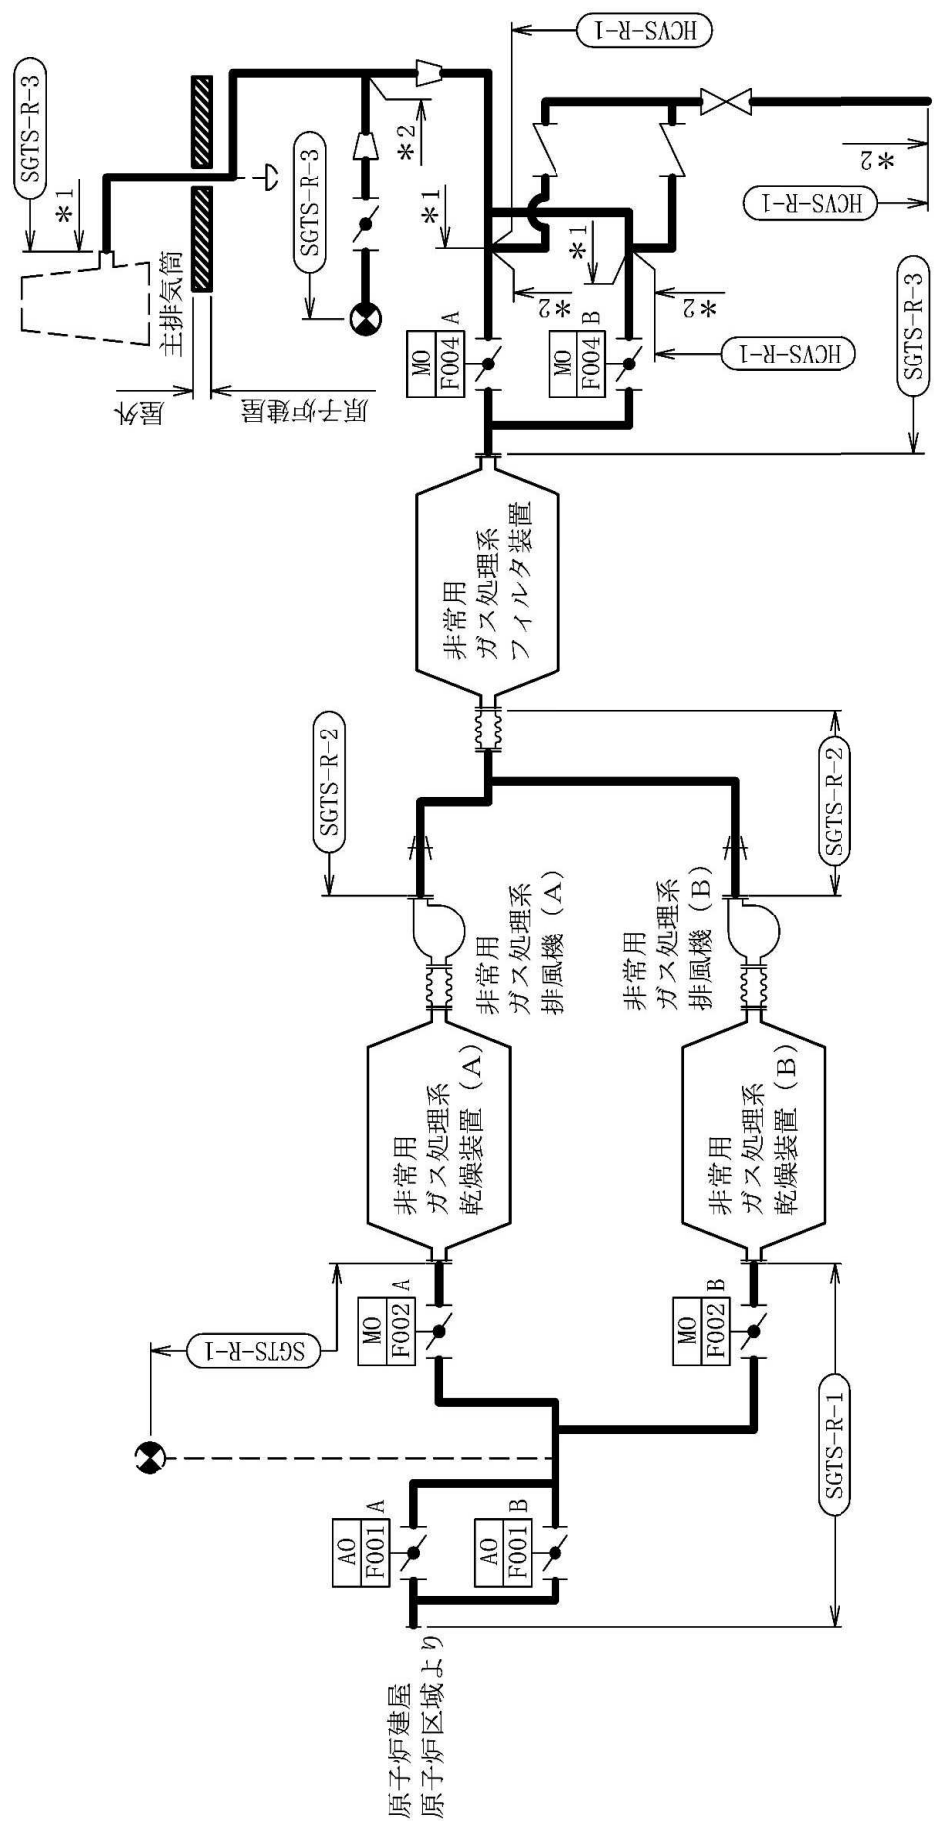 原子炉建屋
原子炉区域より
AO
F001
A
AO
F001
B
SGTS-R-1
SGTS-R-1
MO
F002
A
MO
F002
B
非常用
ガス処理系
乾燥装置(A)
非常用
ガス処理系
乾燥装置(B)
非常用
ガス処理系
排風機(A)
非常用
ガス処理系
排風機(B)
SGTS-R-2
SGTS-R-2
非常用
ガス処理系
フィルタ装置
MO
F004
A
MO
F004
B
SGTS-R-3
HCVS-R-1
*2
*2
*1
*1
屋外
原子炉建屋
主排気筒
SGTS-R-3
*1
SGTS-R-3
*2
HCVS-R-1
HCVS-R-1
*2